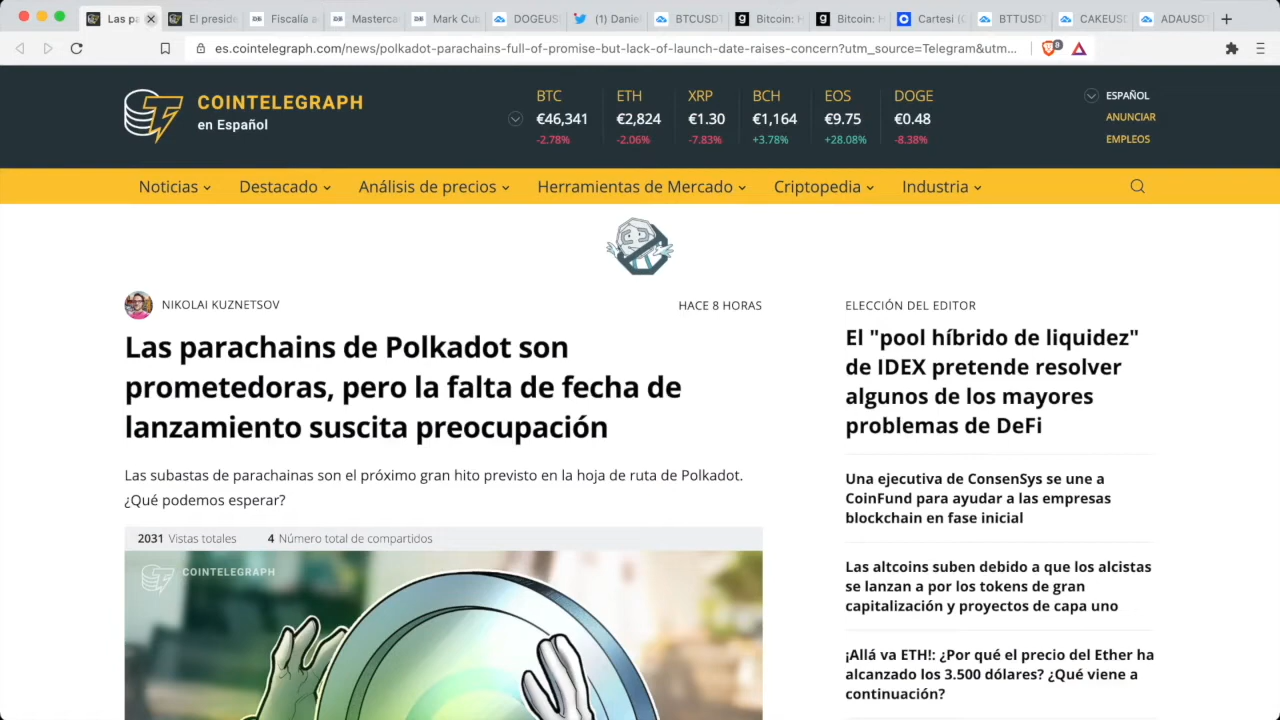 Las pa
El preside
Fiscalía a
Masterca
Mark Cub
DOGEUS
(1) Danie
BTCUSDT
Bitcoin: H
Bitcoin: H
Cartesi (C
BTTUSDT
CAKEUSD
ADAUSDT
es.cointelegraph.com/news/polkadot-parachains-full-of-promise-but-lack-of-launch-date-raises-concern?utm_source=Telegram&utm...
8
COINTELEGRAPH
en Español
BTC
€46,341
-2.78%
ETH
€2,824
-2.06%
XRP
€1.30
-7.83%
BCH
€1,164
+3.78%
EOS
€9.75
+28.08%
DOGE
€0.48
-8.38%
ESPAÑOL
ANUNCIAR
EMPLEOS
Noticias
Destacado
Análisis de precios
Herramientas de Mercado
Criptopedia
Industria
NIKOLAI KUZNETSOV
HACE 8 HORAS
Las parachains de Polkadot son
prometedoras, pero la falta de fecha de
lanzamiento suscita preocupación
Las subastas de parachainas son el próximo gran hito previsto en la hoja de ruta de Polkadot.
¿Qué podemos esperar?
2031 Vistas totales
4 Número total de compartidos
COINTELEGRAPH
ELECCIÓN DEL EDITOR
El "pool híbrido de liquidez"
de IDEX pretende resolver
algunos de los mayores
problemas de DeFi
Una ejecutiva de ConsenSys se une a
CoinFund para ayudar a las empresas
blockchain en fase inicial
Las altcoins suben debido a que los alcistas
se lanzan a por los tokens de gran
capitalización y proyectos de capa uno
¡Allá va ETH!: ¿Por qué el precio del Ether ha
alcanzado los 3.500 dólares? ¿Qué viene a
continuación?